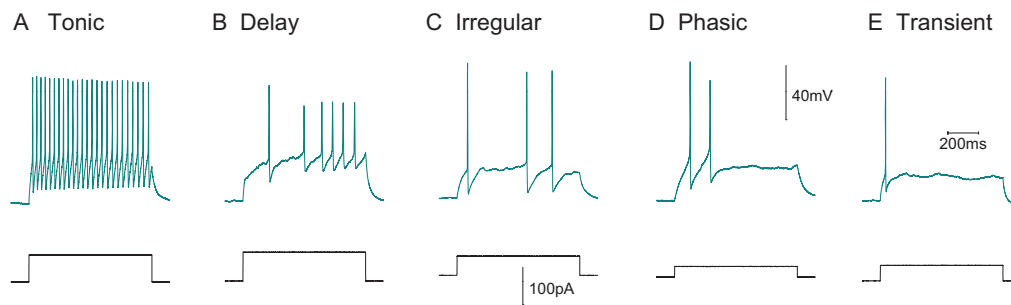 A Tonic
B Delay
C Irregular
D Phasic
E Transient
40mV
200ms
100pA